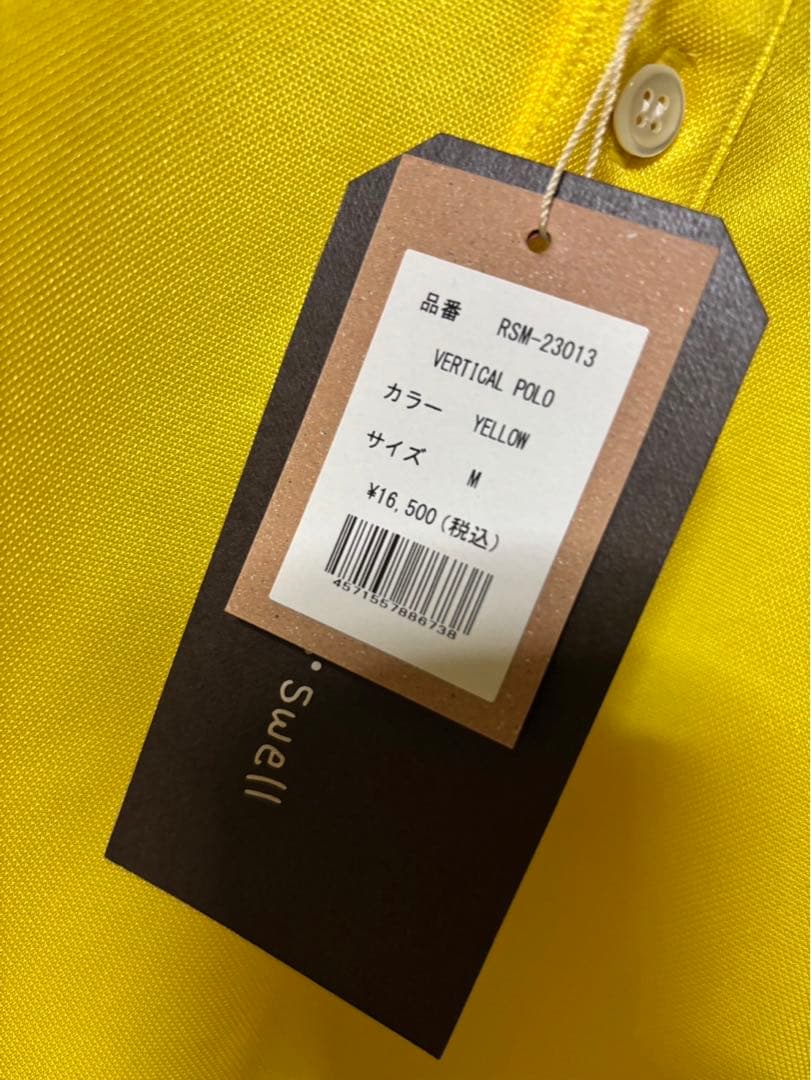 品番 RSM-23013
VERTICAL POLO
カラー YELLOW
サイズ M
¥16,500(税込)
4571557886738
Swell